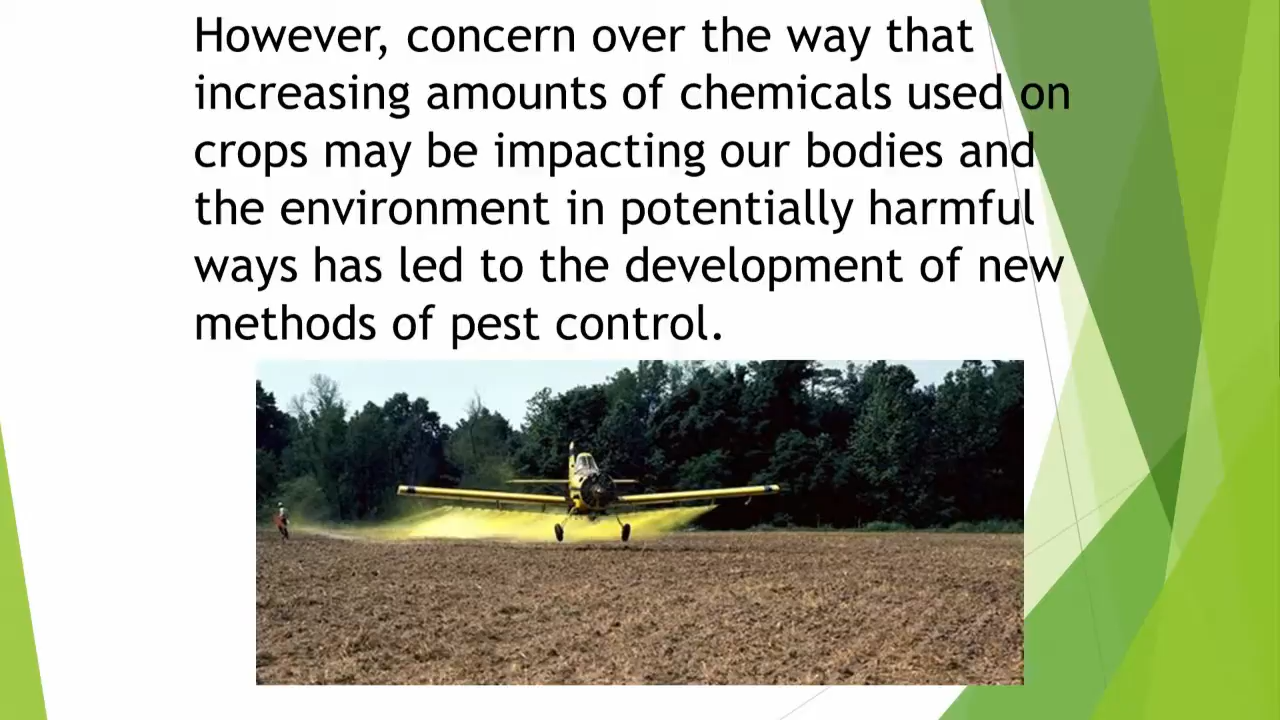 However, concern over the way that
increasing amounts of chemicals used on
crops may be impacting our bodies and
the environment in potentially harmful
ways has led to the development of new
methods of pest control.